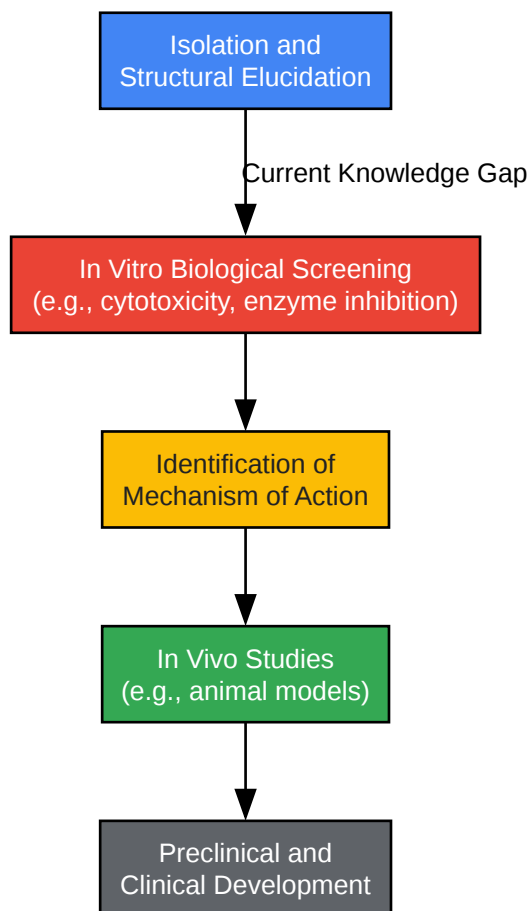 Isolation and
Structural Elucidation
Current Knowledge Gap
In Vitro Biological Screening
(e.g., cytotoxicity, enzyme inhibition)
Identification of
Mechanism of Action
In Vivo Studies
(e.g., animal models)
Preclinical and
Clinical Development